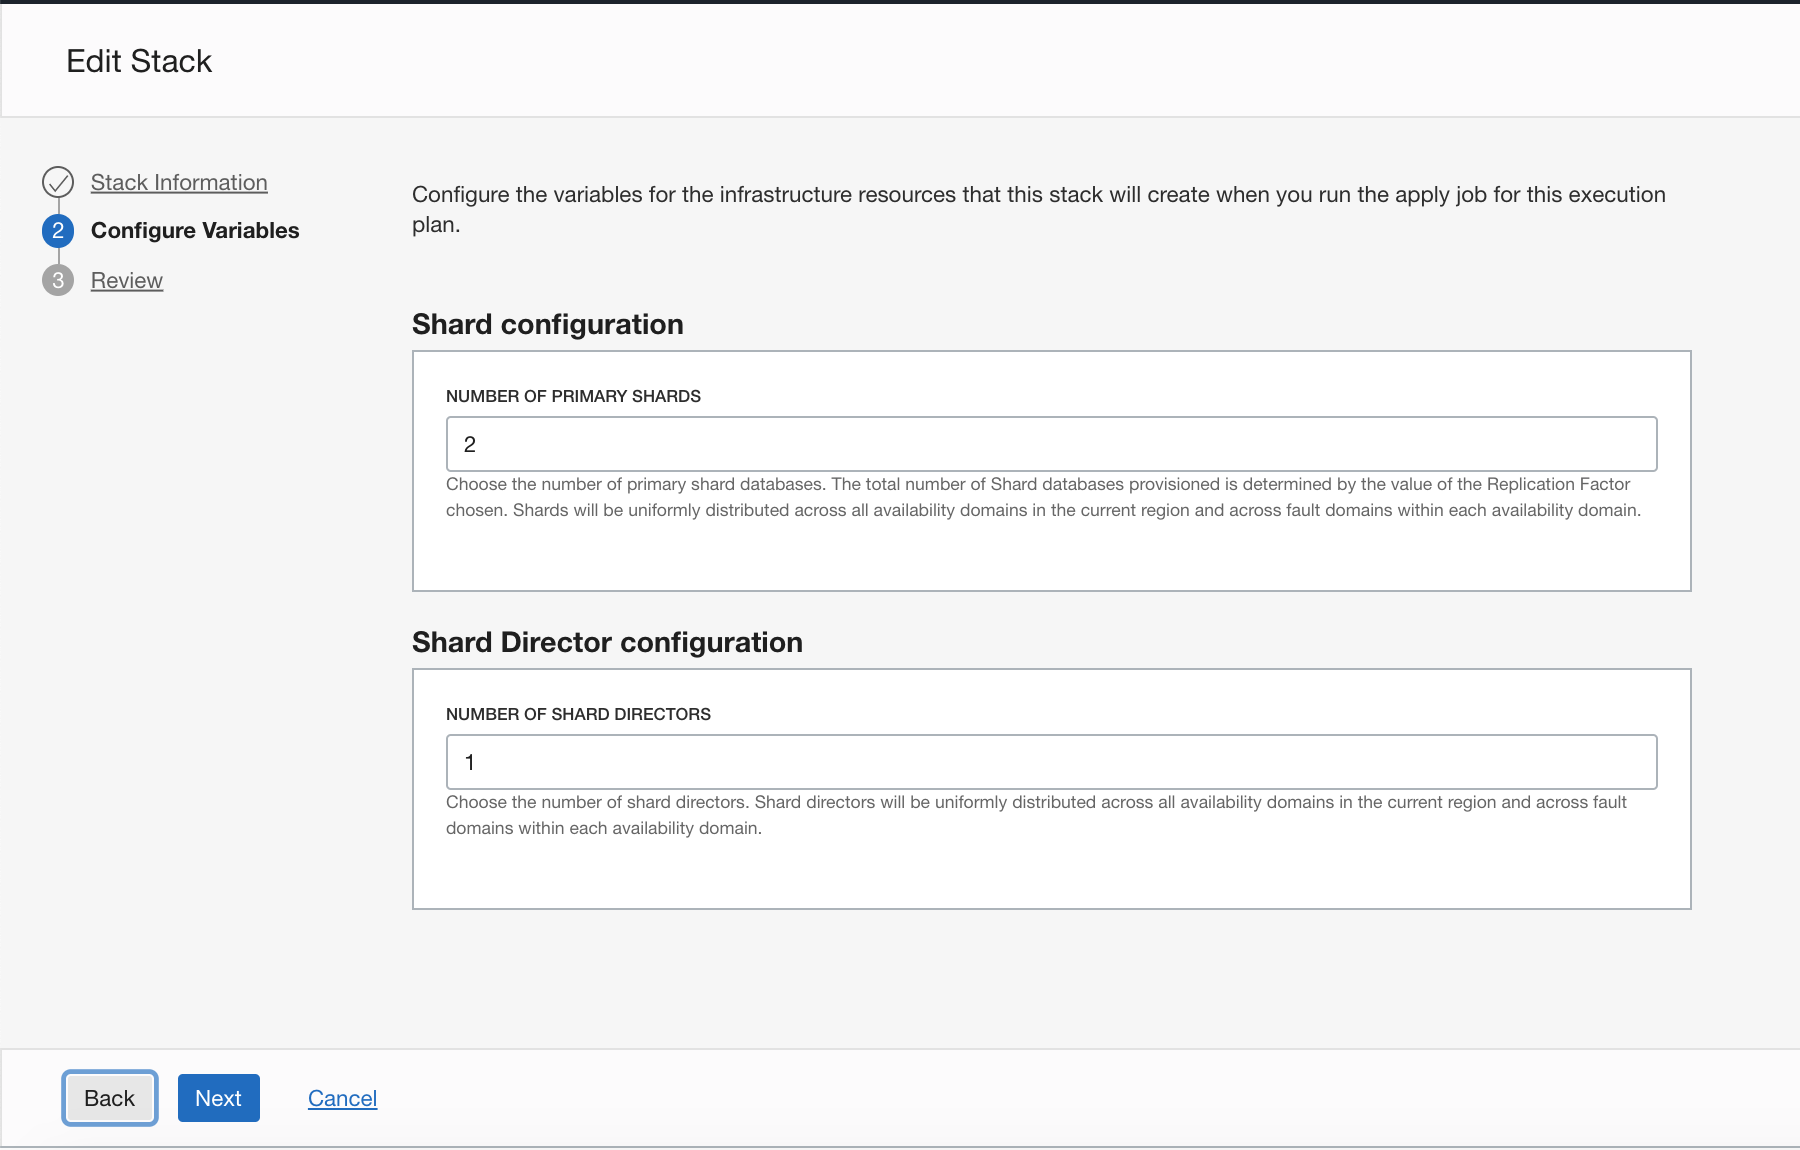 Edit Stack
Stack Information
2 Configure Variables
3 Review
Configure the variables for the infrastructure resources that this stack will create when you run the apply job for this execution
plan.
Shard configuration
NUMBER OF PRIMARY SHARDS
2
Choose the number of primary shard databases. The total number of Shard databases provisioned is determined by the value of the Replication Factor
chosen. Shards will be uniformly distributed across all availability domains in the current region and across fault domains within each availability domain.
Shard Director configuration
NUMBER OF SHARD DIRECTORS
1
Choose the number of shard directors. Shard directors will be uniformly distributed across all availability domains in the current region and across fault
domains within each availability domain.
Back Next Cancel